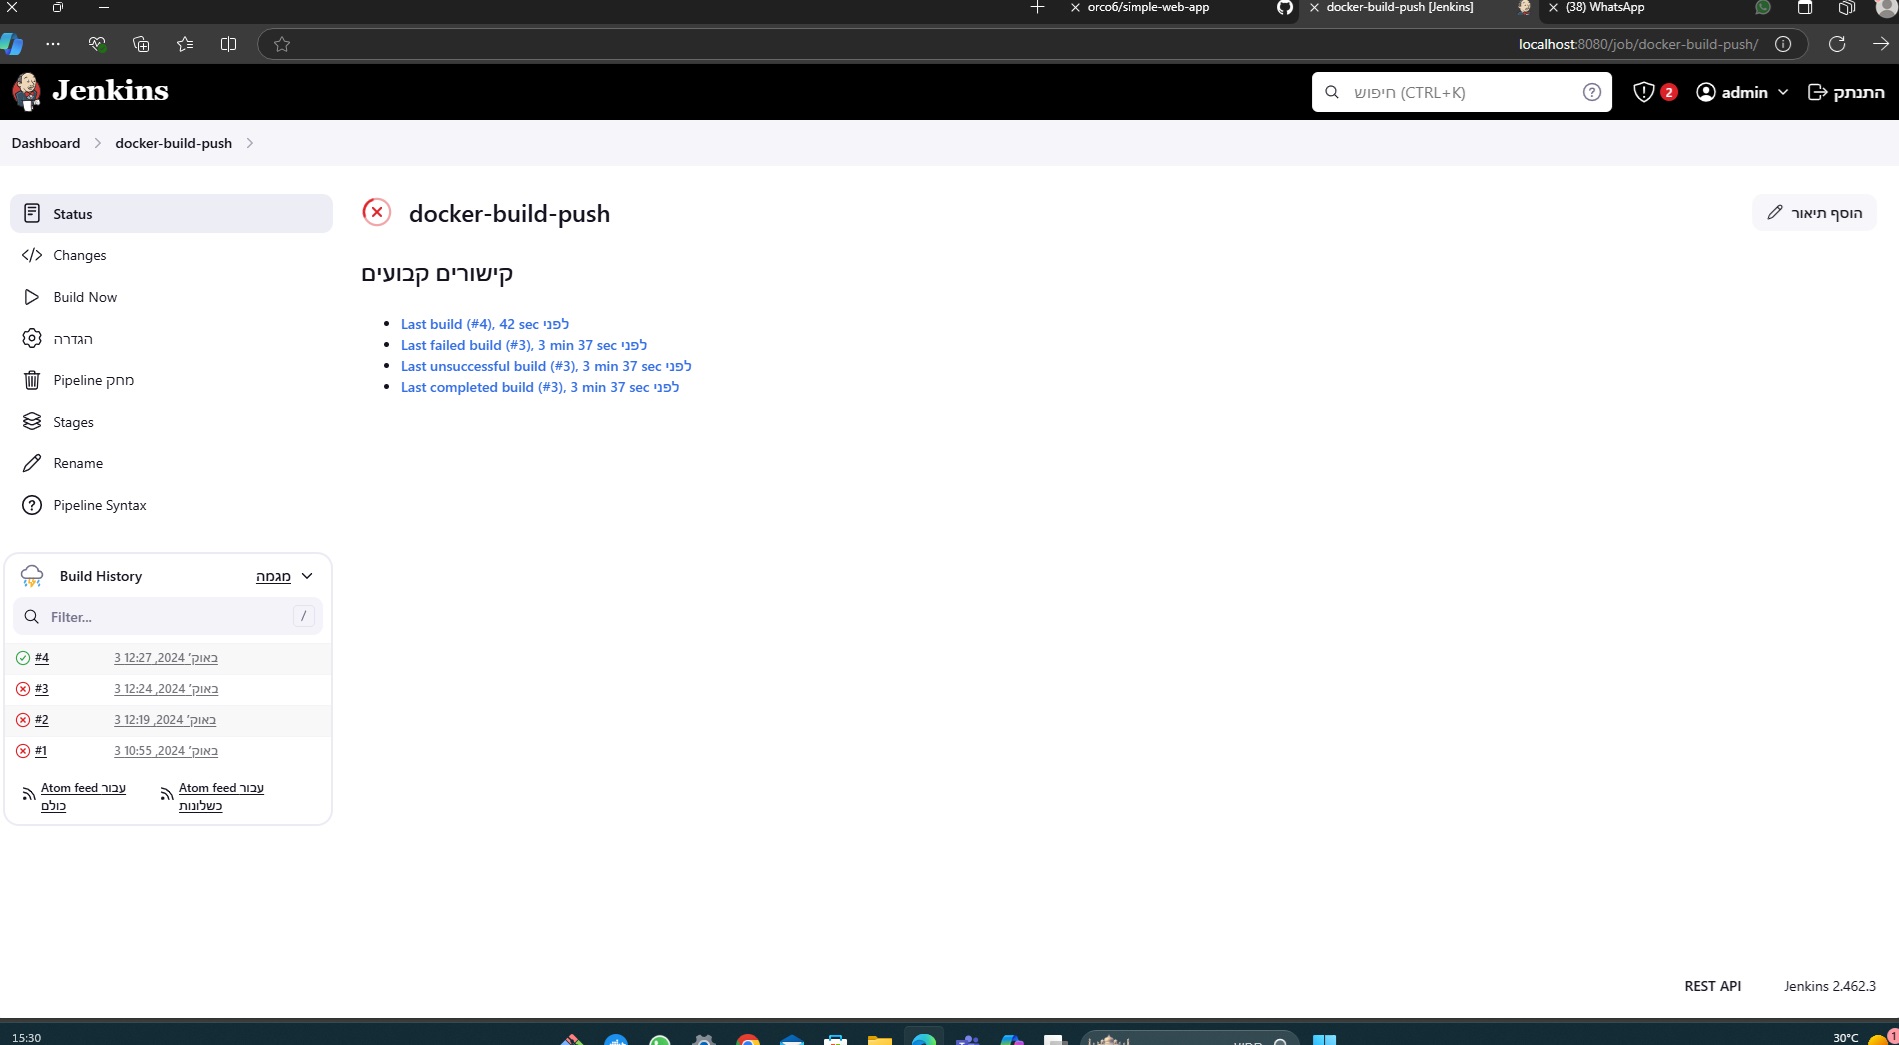 orco6/simple-web-app
docker-build-push [Jenkins]
(38) WhatsApp
localhost:8080/job/docker-build-push/
Jenkins
חיפוש (CTRL+K)
2
admin
התנתק
Dashboard
docker-build-push
Status
Changes
Build Now
הגדרה
מחק Pipeline
Stages
Rename
Pipeline Syntax
docker-build-push
הוסף תיאור
קישורים קבועים
Last build (#4), 42 sec לפני
Last failed build (#3), 3 min 37 sec לפני
Last unsuccessful build (#3), 3 min 37 sec לפני
Last completed build (#3), 3 min 37 sec לפני
Build History
מגמה
Filter...
/
#4 3 באוק׳ 2024, 12:27
#3 3 באוק׳ 2024, 12:24
#2 3 באוק׳ 2024, 12:19
#1 3 באוק׳ 2024, 10:55
Atom feed עבור
כולם
Atom feed עבור
כשלונות
REST API
Jenkins 2.462.3
15:30
30°C
1